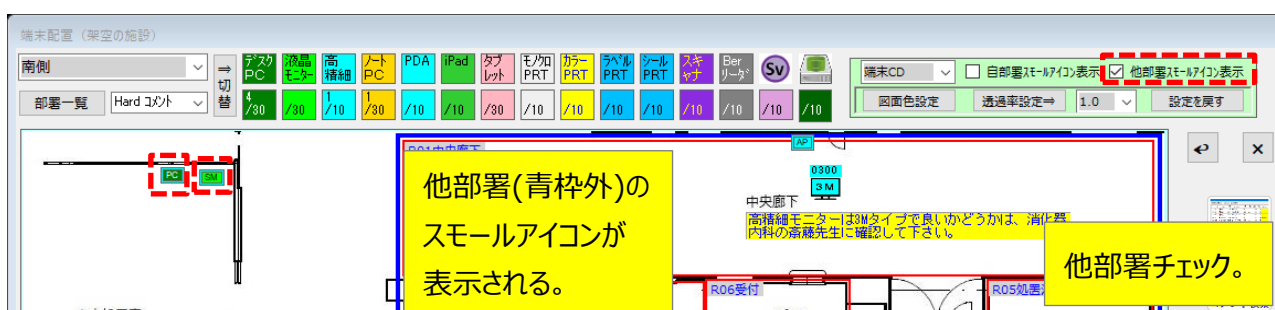 端末配置（架空の施設）
南側
⇒
切
替
デスク
PC
液晶
モニター
高
精細
ノート
PC
PDA
iPad
タブ
レット
モノクロ
PRT
カラー
PRT
ラベル
PRT
シール
PRT
スキ
ャナ
Ber
リーダ
Sv
端末CD
自部署スモールアイコン表示
他部署スモールアイコン表示
部署一覧
Hard コメント
4
/30
/30
1
/10
1
/30
/10
/10
/30
/10
/10
/10
/10
/10
/10
/10
/10
図面色設定
透過率設定⇒
1.0
設定を戻す
R01中央廊下
AP
PC
SM
0300
3M
中央廊下
高精細モニターは3Mタイプで良いかどうかは、消化器
内科の斎藤先生に確認して下さい。
他部署(青枠外)の
スモールアイコンが
表示される。
他部署チェック。
R06受付
R05処置